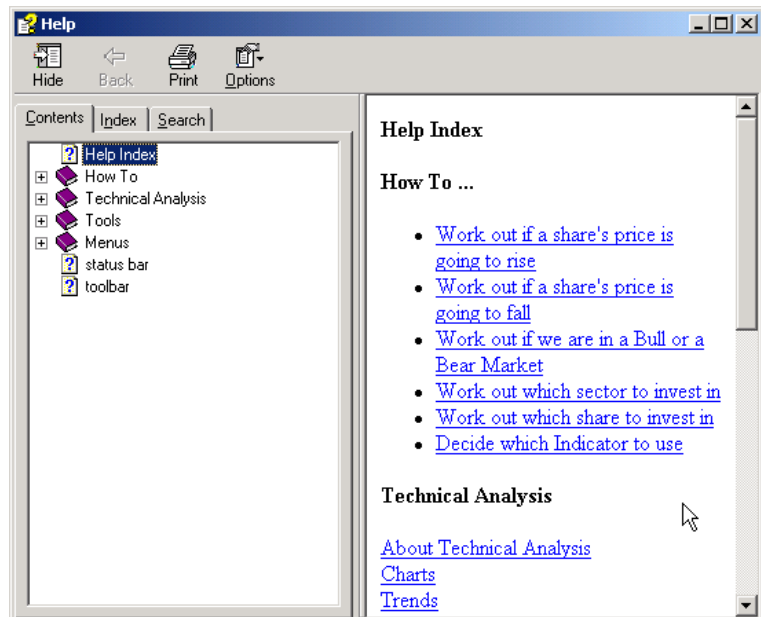 Help
Hide Back Print Options
Contents Index Search
Help Index
How To
Technical Analysis
Tools
Menus
status bar
toolbar
Help Index
How To ...
Work out if a share's price is
going to rise
Work out if a share's price is
going to fall
Work out if we are in a Bull or a
Bear Market
Work out which sector to invest in
Work out which share to invest in
Decide which Indicator to use
Technical Analysis
About Technical Analysis
Charts
Trends